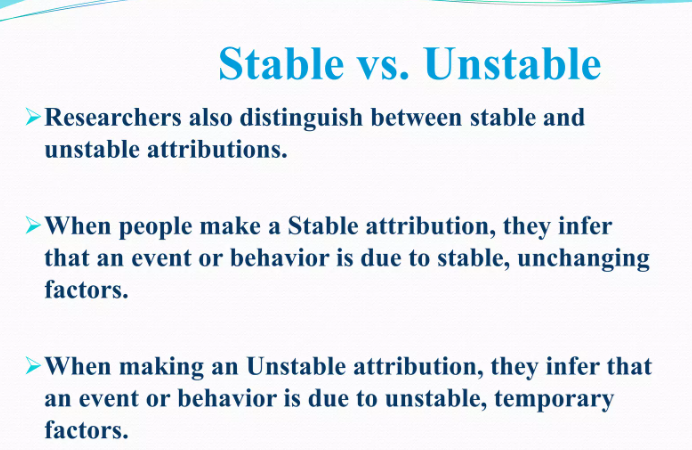 Stable vs. Unstable
➢Researchers also distinguish between stable and
unstable attributions.
➢When people make a Stable attribution, they infer
that an event or behavior is due to stable, unchanging
factors.
➢When making an Unstable attribution, they infer that
an event or behavior is due to unstable, temporary
factors.